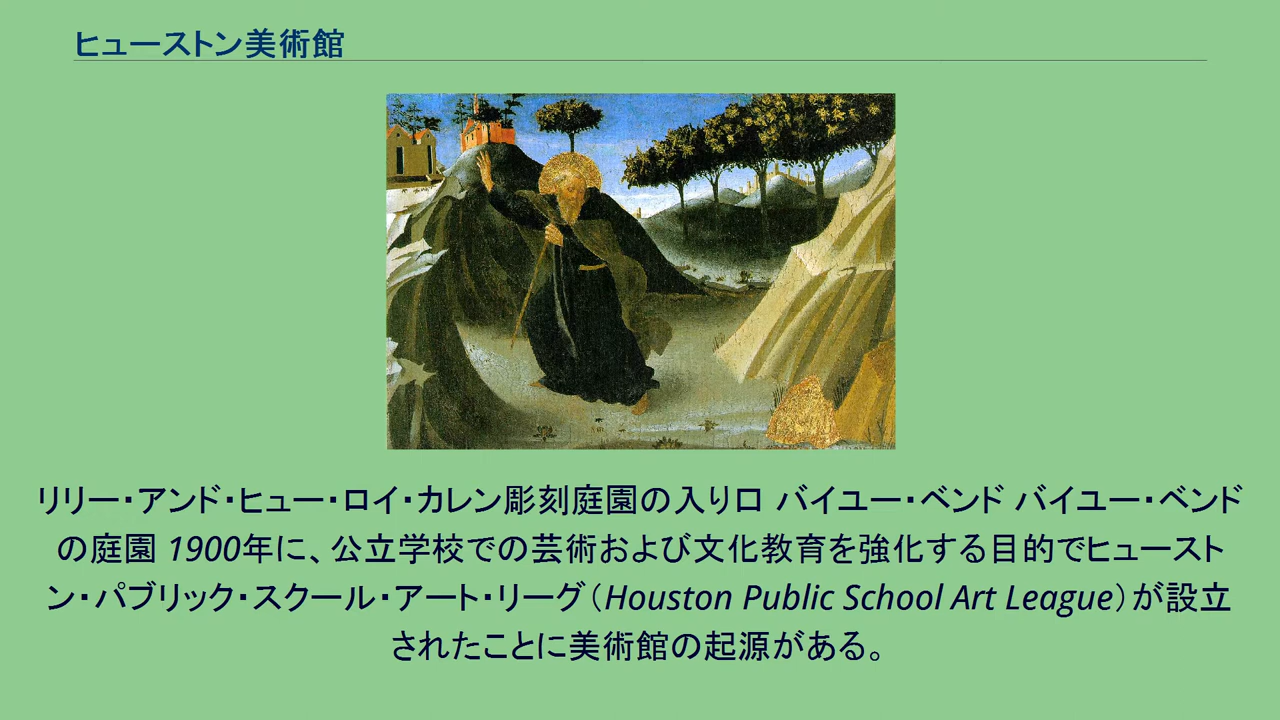 ヒューストン美術館
リリー・アンド・ヒュー・ロイ・カレン彫刻庭園の入り口 バイユー・ベンド バイユー・ベンド
の庭園 1900年に、公立学校での芸術および文化教育を強化する目的でヒュースト
ン・パブリック・スクール・アート・リーグ（Houston Public School Art League）が設立
されたことに美術館の起源がある。